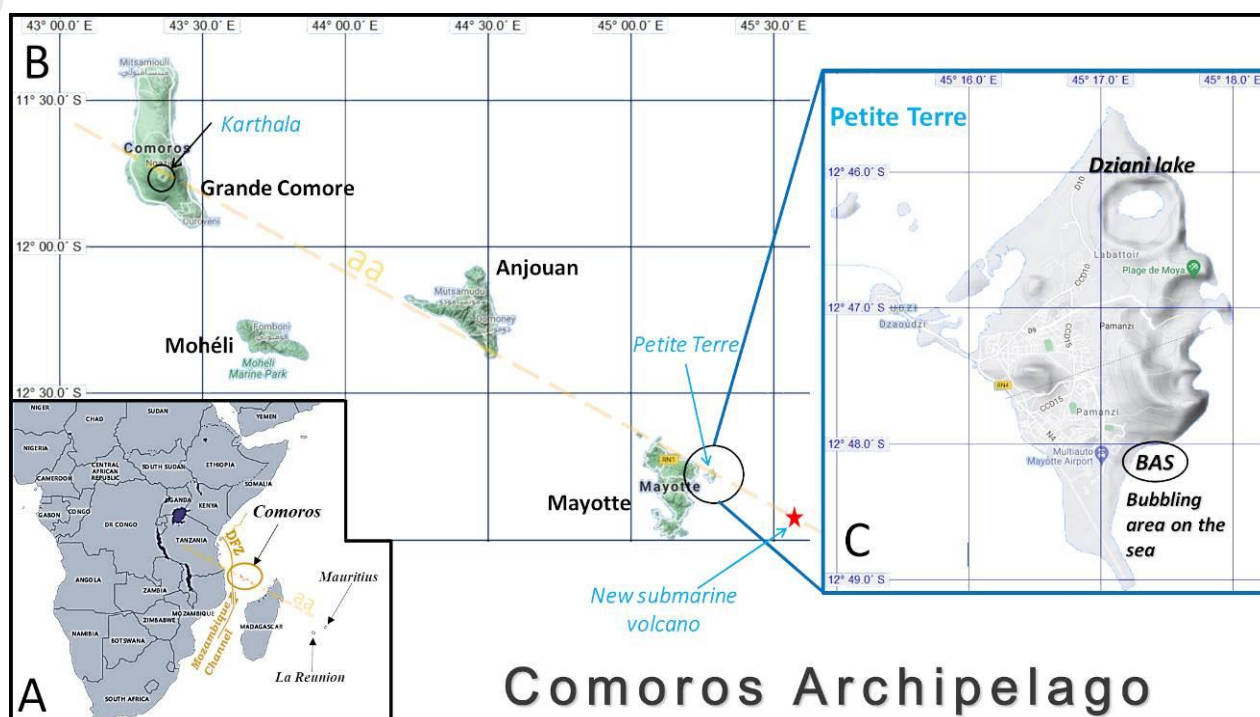 43° 00.0' E
43° 30.0' E
44° 00.0' E
44° 30.0' E
45° 00.0' E
45° 30.0' E
B
11° 30.0' S
12° 00.0' S
12° 30.0' S
Mitsamiouli
Karthala
Comoros
Grande Comore
aa
Anjouan
Mutsamudu
Domoney
Fomboni
Mohéli
Moheli
Marine Park
Petite Terre
RN1
Mayotte
Mayotte
New submarine
volcano
45° 16.0' E
45° 17.0' E
45° 18.0' E
Petite Terre
12° 46.0' S
12° 47.0' S
12° 48.0' S
12° 49.0' S
Dziani lake
D10
Labattoir
Plage de Moya
CCD10
Dzaoudzi
D9
CCD15
Pamanzi
RN4
CCD15
Pamanzi
N4
Multiauto
Mayotte Airport
BAS
Bubbling
area on the
sea
C
NIGER
CHAD
SUDAN
YEMEN
NIGERIA
CENTRAL
AFRICAN
REPUBLIC
SOUTH SUDAN
ETHIOPIA
CAMEROON
SOMALIA
UGANDA
KENYA
GABON
CONGO
DR CONGO
TANZANIA
DFZ
Comoros
ANGOLA
ZAMBIA
MOZAMBIQUE
ZIMBABWE
NAMIBIA
BOTSWANA
MADAGASCAR
SOUTH AFRICA
Mozambique
Channel
aa
Mauritius
La Reunion
A
Comoros Archipelago